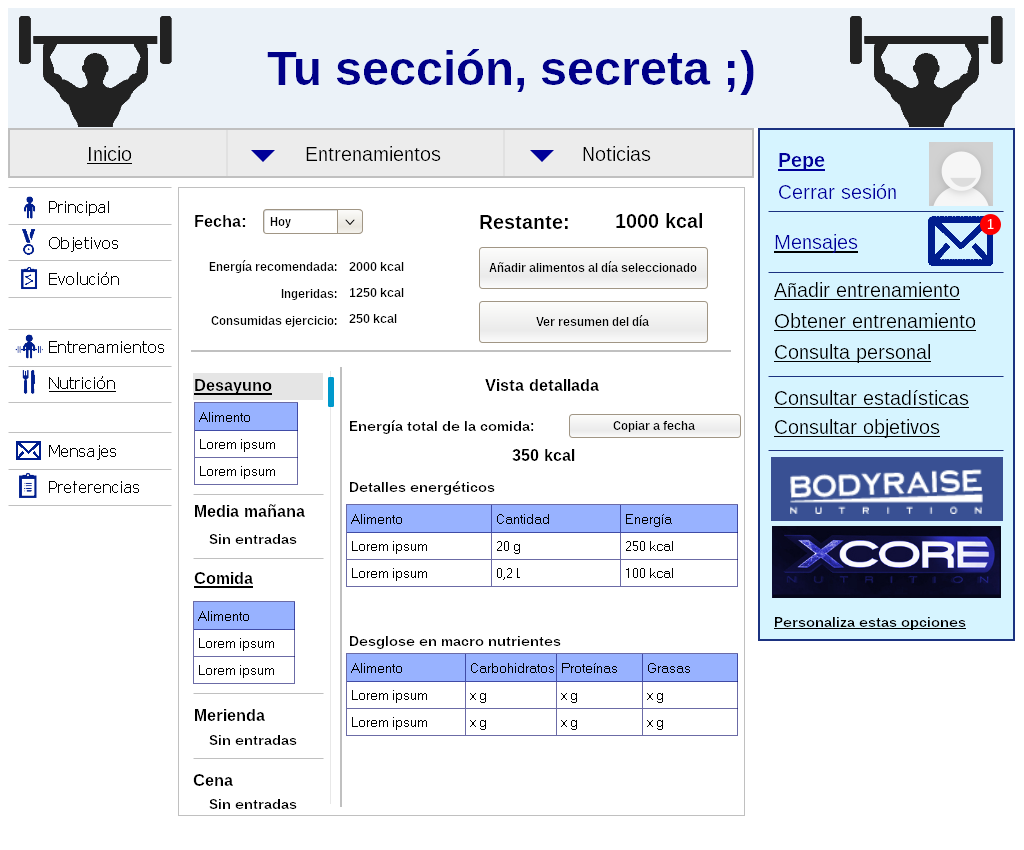 Tu sección, secreta ;)
Inicio
Entrenamientos
Noticias
Principal
Objetivos
Evolución
Entrenamientos
Nutrición
Mensajes
Preferencias
Fecha:
Hoy
Energía recomendada: 2000 kcal
Ingeridas: 1250 kcal
Consumidas ejercicio: 250 kcal
Restante: 1000 kcal
Añadir alimentos al día seleccionado
Ver resumen del día
Desayuno
Alimento
Lorem ipsum
Lorem ipsum
Media mañana
Sin entradas
Comida
Alimento
Lorem ipsum
Lorem ipsum
Merienda
Sin entradas
Cena
Sin entradas
Vista detallada
Energía total de la comida:
Copiar a fecha
350 kcal
Detalles energéticos
Alimento Cantidad Energía
Lorem ipsum 20 g 250 kcal
Lorem ipsum 0,2 l 100 kcal
Desglose en macro nutrientes
Alimento Carbohidratos Proteínas Grasas
Lorem ipsum x g x g x g
Lorem ipsum x g x g x g
Pepe
Cerrar sesión
Mensajes
1
Añadir entrenamiento
Obtener entrenamiento
Consulta personal
Consultar estadísticas
Consultar objetivos
BODYRAISE
NUTRITION
XCORE
NUTRITION
Personaliza estas opciones